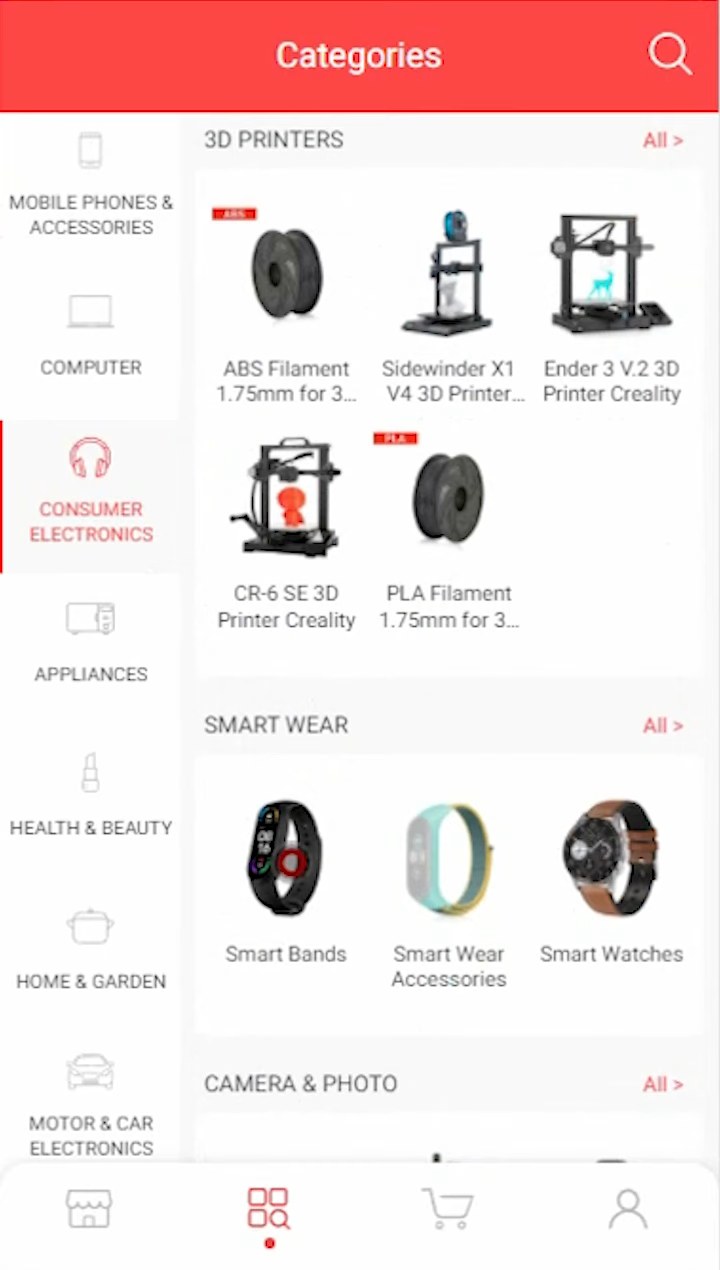 Categories
MOBILE PHONES &
ACCESSORIES
COMPUTER
CONSUMER
ELECTRONICS
APPLIANCES
HEALTH & BEAUTY
HOME & GARDEN
MOTOR & CAR
ELECTRONICS
3D PRINTERS
All >
ABS
ABS Filament
1.75mm for 3...
Sidewinder X1
V4 3D Printer...
Ender 3 V.2 3D
Printer Creality
CR-6 SE 3D
Printer Creality
PLA
PLA Filament
1.75mm for 3...
SMART WEAR
All >
08
16
Smart Bands
Smart Wear
Accessories
Smart Watches
CAMERA & PHOTO
All >